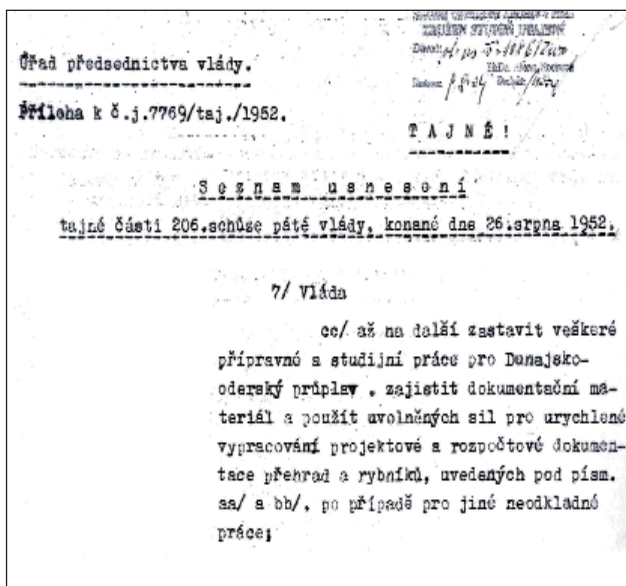 ZRUŠEN STUPEŇ UTAJENÍ
Úřad předsednictva vlády.
Příloha k č.j.7769/taj./1952.
T A J N É !
S e z n a m  u s n e s e n í
tajné části 206.schůze páté vlády, konané dne 26.srpna 1952.
7/ Vláda
cc/ až na další zastavit veškeré
přípravné a studijní práce pro Dunajsko-
oderský průplav , zajistit dokumentační ma-
teriál a použít uvolněných sil pro urychlené
vypracování projektové a rozpočtové dokumen-
tace přehrad a rybníků, uvedených pod písm.
aa/ a bb/, po případě pro jiné neodkladné
práce;